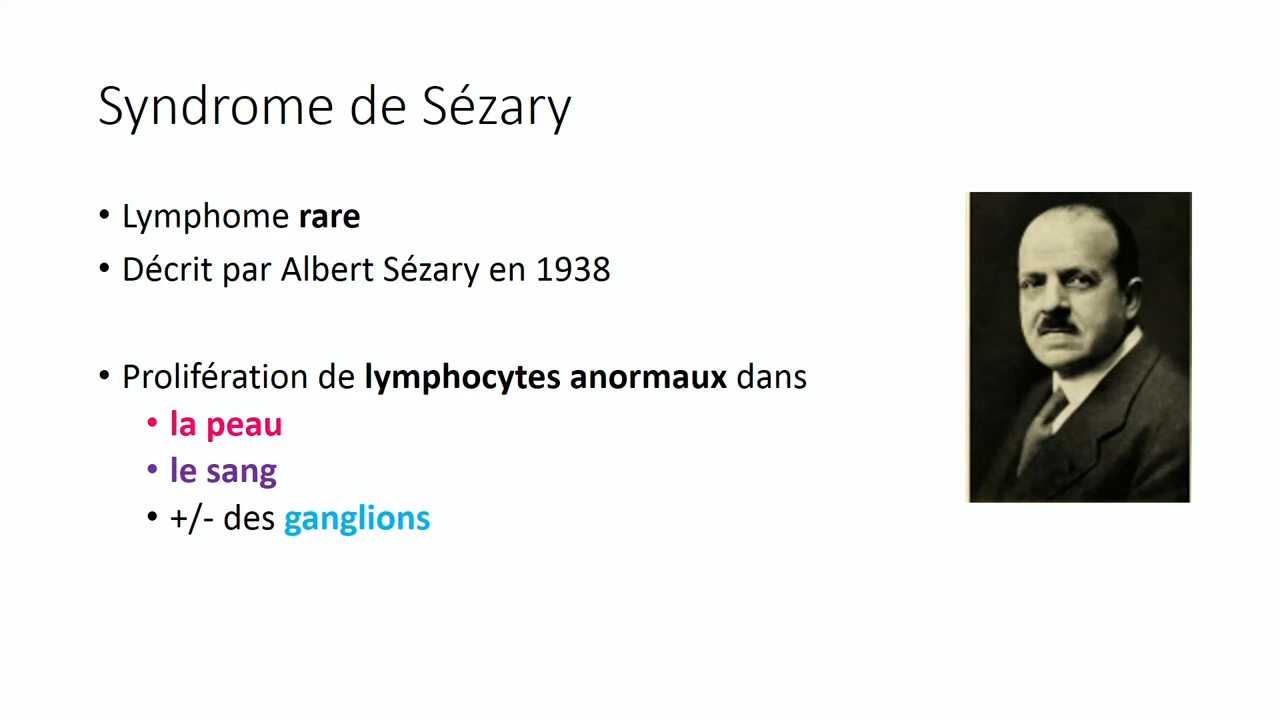 Syndrome de Sézary
• Lymphome rare
• Décrit par Albert Sézary en 1938
• Prolifération de lymphocytes anormaux dans
• la peau
• le sang
• +/- des ganglions